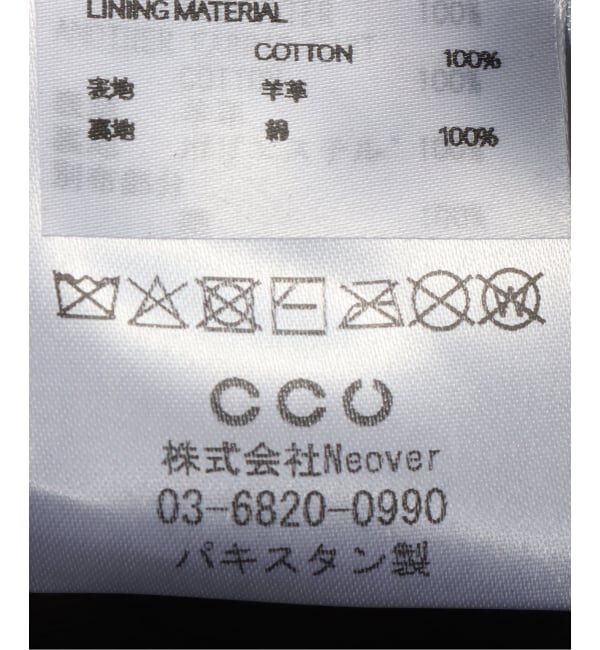 LINING MATERIAL
COTTON 100%
表地 羊革
裏地 綿 100%
CCU
株式会社Neover
03-6820-0990
パキスタン製